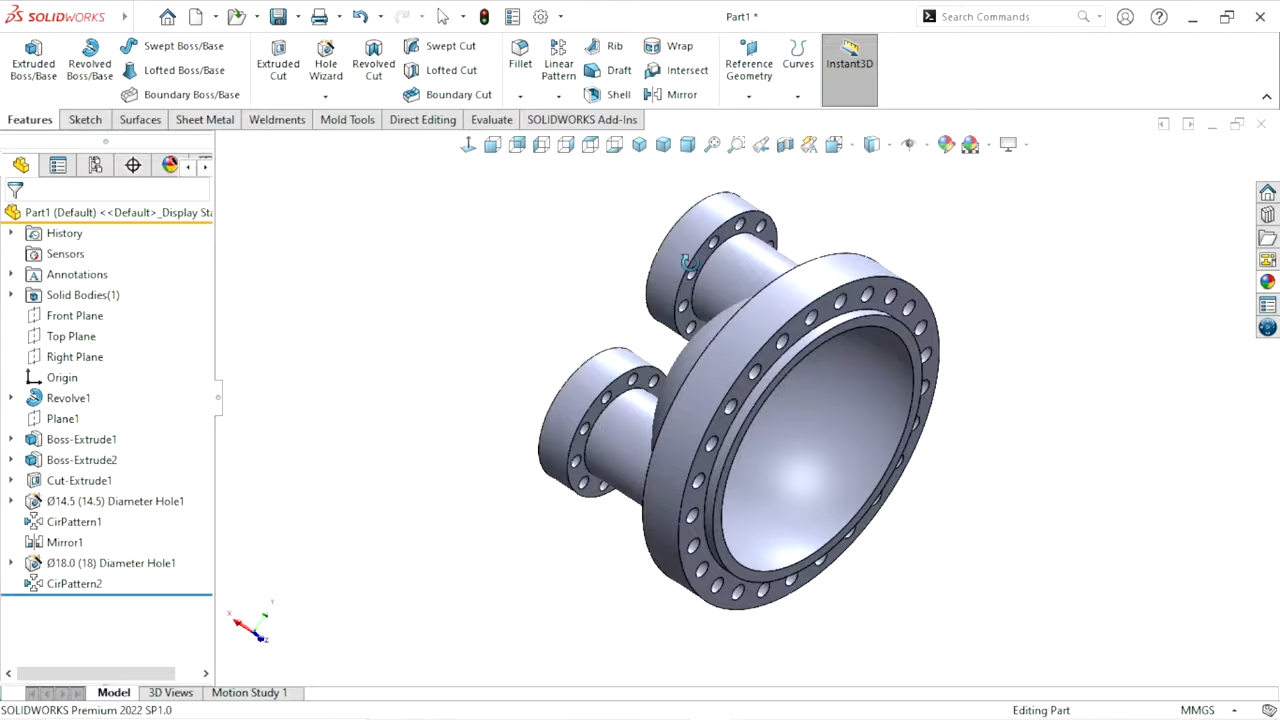 SOLIDWORKS
Part1 *
Search Commands
Extruded Boss/Base
Revolved Boss/Base
Swept Boss/Base
Lofted Boss/Base
Boundary Boss/Base
Extruded Cut
Hole Wizard
Revolved Cut
Swept Cut
Lofted Cut
Boundary Cut
Fillet
Linear Pattern
Rib
Draft
Shell
Wrap
Intersect
Mirror
Reference Geometry
Curves
Instant3D
Features
Sketch
Surfaces
Sheet Metal
Weldments
Mold Tools
Direct Editing
Evaluate
SOLIDWORKS Add-Ins
Part1 (Default) <<Default>_Display Sta
History
Sensors
Annotations
Solid Bodies(1)
Front Plane
Top Plane
Right Plane
Origin
Revolve1
Plane1
Boss-Extrude1
Boss-Extrude2
Cut-Extrude1
Ø14.5 (14.5) Diameter Hole1
CirPattern1
Mirror1
Ø18.0 (18) Diameter Hole1
CirPattern2
X
Y
Z
Model
3D Views
Motion Study 1
SOLIDWORKS Premium 2022 SP1.0
Editing Part
MMGS